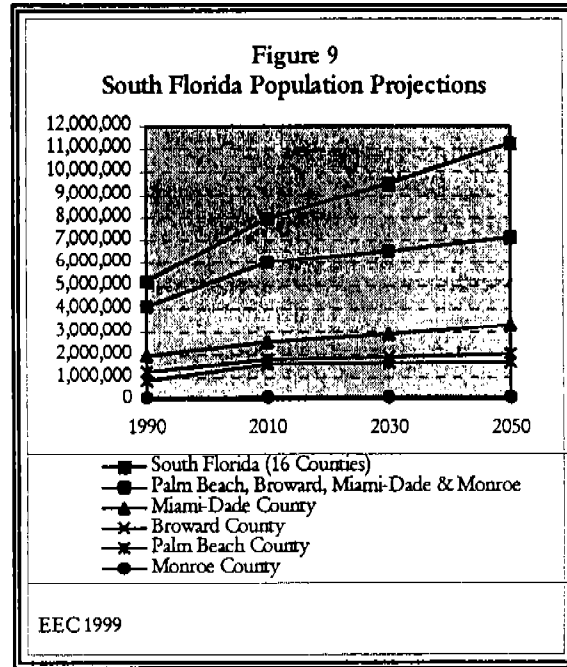 Figure 9
South Florida Population Projections
12,000,000
11,000,000
10,000,000
9,000,000
8,000,000
7,000,000
6,000,000
5,000,000
4,000,000
3,000,000
2,000,000
1,000,000
0
1990 2010 2030 2050
South Florida (16 Counties)
Palm Beach, Broward, Miami-Dade & Monroe
Miami-Dade County
Broward County
Palm Beach County
Monroe County
EEC 1999